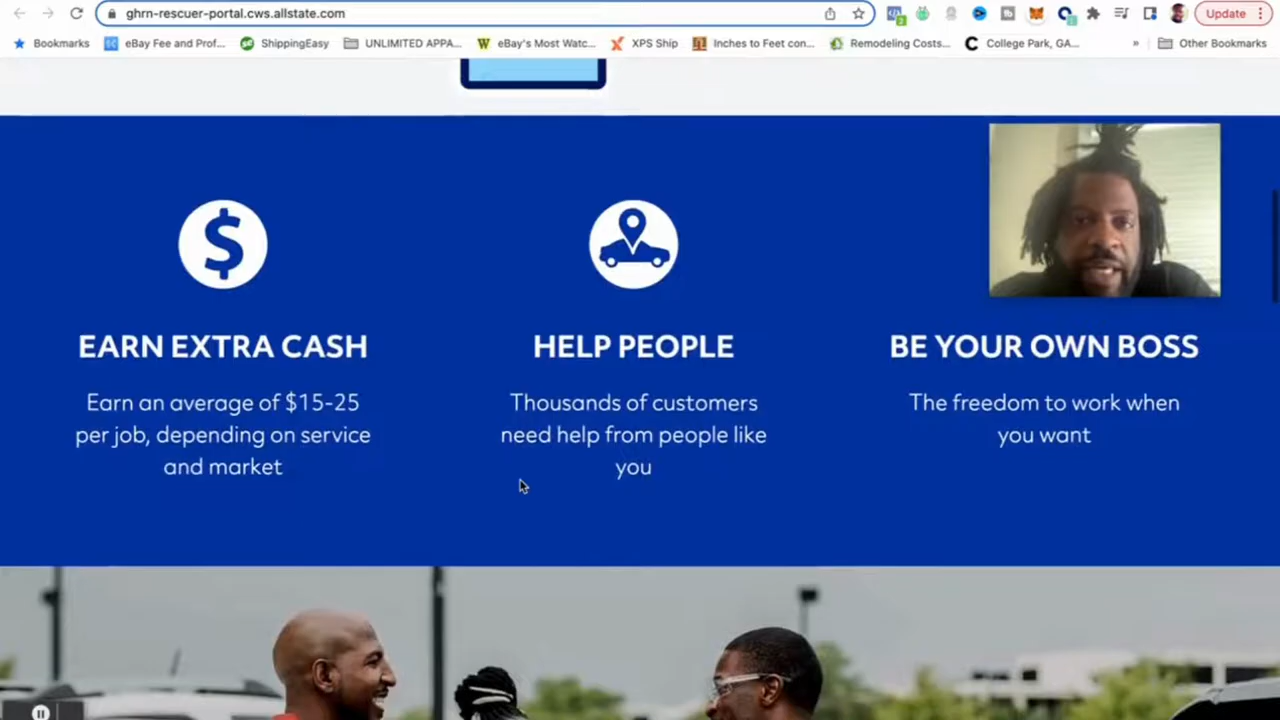 ghrn-rescuer-portal.cws.allstate.com
Update
Bookmarks
eBay Fee and Prof...
ShippingEasy
UNLIMITED APPA...
eBay's Most Watc...
XPS Ship
Inches to Feet con...
Remodeling Costs...
College Park, GA...
»
Other Bookmarks
EARN EXTRA CASH
Earn an average of $15-25
per job, depending on service
and market
HELP PEOPLE
Thousands of customers
need help from people like
you
BE YOUR OWN BOSS
The freedom to work when
you want